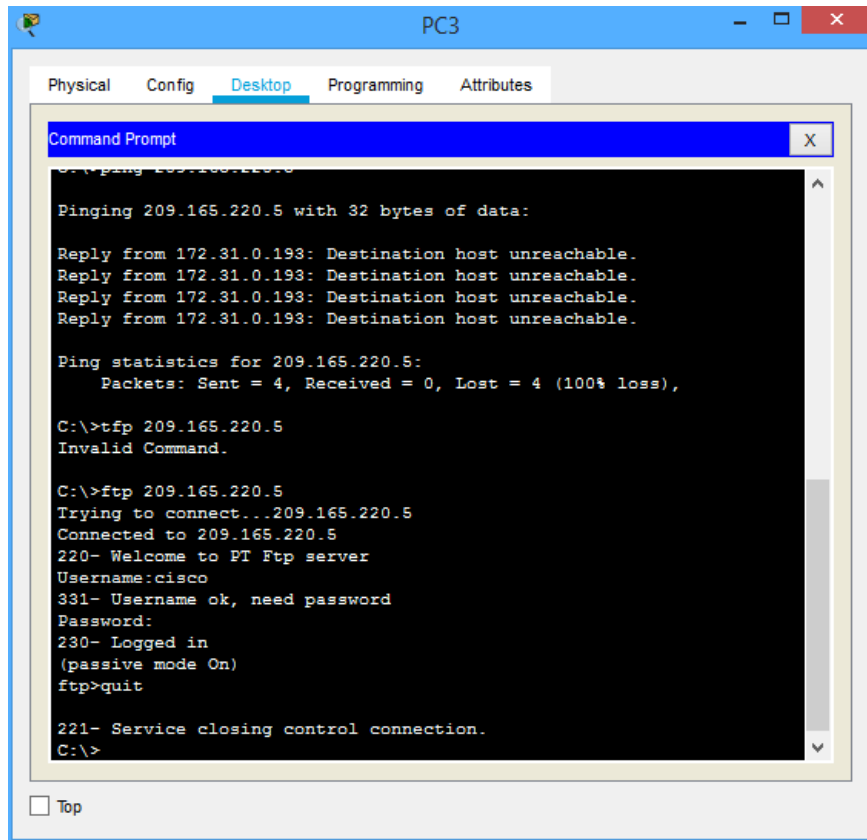 PC3
Physical Config Desktop Programming Attributes
Command Prompt X
Pinging 209.165.220.5 with 32 bytes of data:
Reply from 172.31.0.193: Destination host unreachable.
Reply from 172.31.0.193: Destination host unreachable.
Reply from 172.31.0.193: Destination host unreachable.
Reply from 172.31.0.193: Destination host unreachable.
Ping statistics for 209.165.220.5:
Packets: Sent = 4, Received = 0, Lost = 4 (100% loss),
C:\>tfp 209.165.220.5
Invalid Command.
C:\>ftp 209.165.220.5
Trying to connect...209.165.220.5
Connected to 209.165.220.5
220- Welcome to PT Ftp server
Username:cisco
331- Username ok, need password
Password:
230- Logged in
(passive mode On)
ftp>quit
221- Service closing control connection.
C:\>
Top